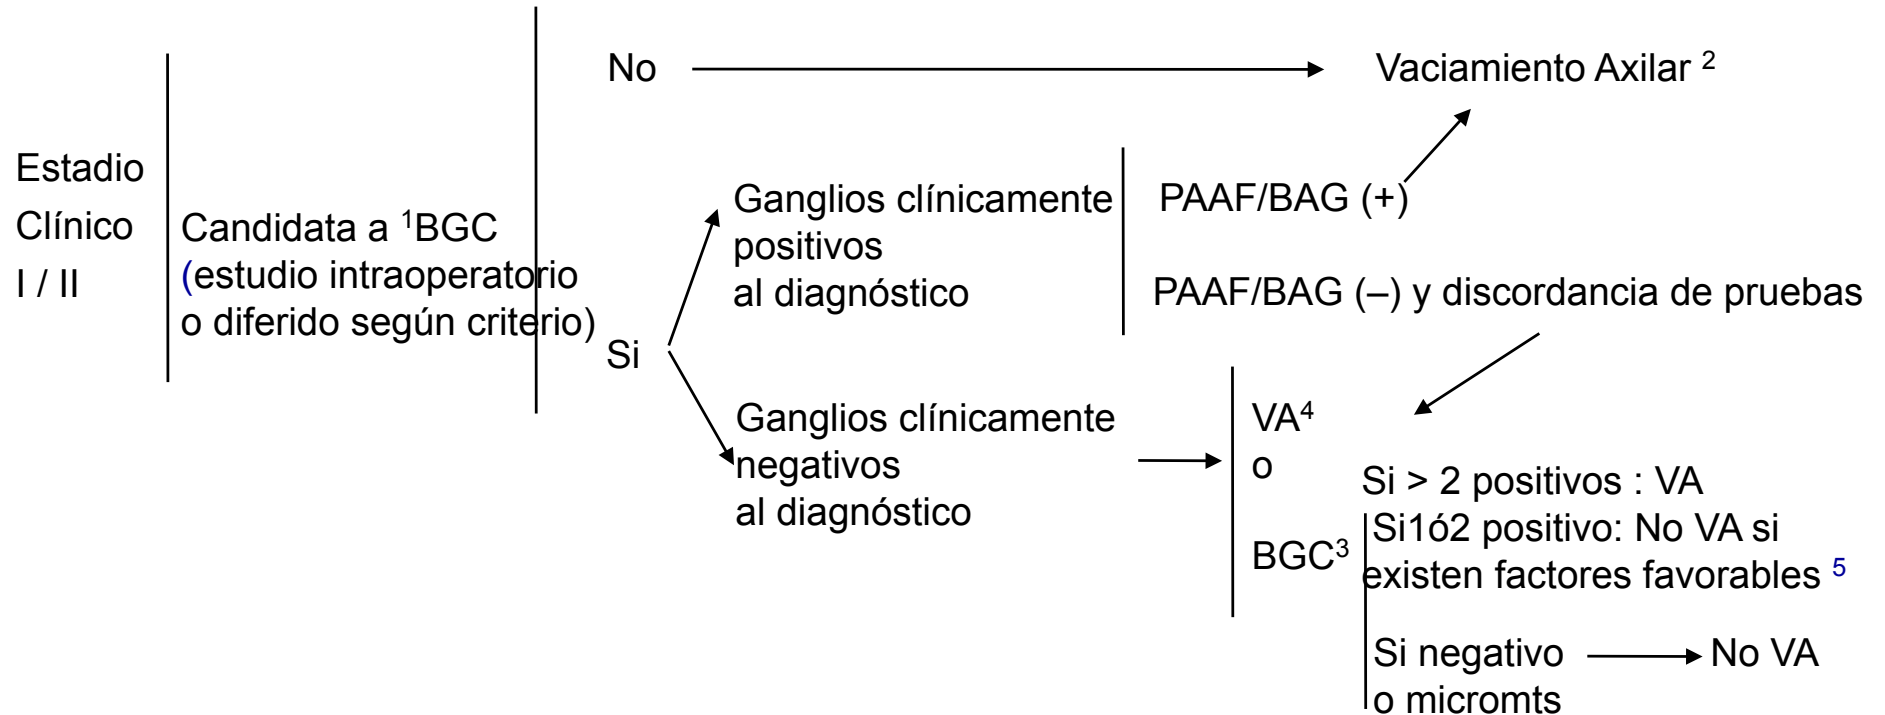 Estadio
Clínico
I / II
Candidata a ¹BGC
(estudio intraoperatorio
o diferido según criterio)
No
Vaciamiento Axilar ²
Si
Ganglios clínicamente
positivos
al diagnóstico
PAAF/BAG (+)
PAAF/BAG (–) y discordancia de pruebas
Ganglios clínicamente
negativos
al diagnóstico
VA⁴
o
BGC³
Si > 2 positivos : VA
Si1ó2 positivo: No VA si
existen factores favorables ⁵
Si negativo
o micromts
No VA